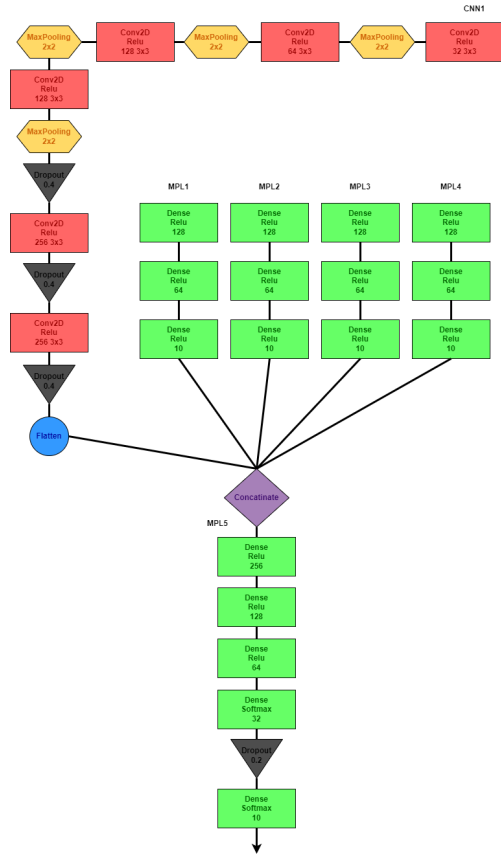 CNN1
MaxPooling
2x2
Conv2D
Relu
128 3x3
MaxPooling
2x2
Conv2D
Relu
64 3x3
MaxPooling
2x2
Conv2D
Relu
32 3x3
Conv2D
Relu
128 3x3
MaxPooling
2x2
Dropout
0.4
Conv2D
Relu
256 3x3
Dropout
0.4
Conv2D
Relu
256 3x3
Dropout
0.4
Flatten
MPL1
Dense
Relu
128
Dense
Relu
64
Dense
Relu
10
MPL2
Dense
Relu
128
Dense
Relu
64
Dense
Relu
10
MPL3
Dense
Relu
128
Dense
Relu
64
Dense
Relu
10
MPL4
Dense
Relu
128
Dense
Relu
64
Dense
Relu
10
Concatinate
MPL5
Dense
Relu
256
Dense
Relu
128
Dense
Relu
64
Dense
Softmax
32
Dropout
0.2
Dense
Softmax
10